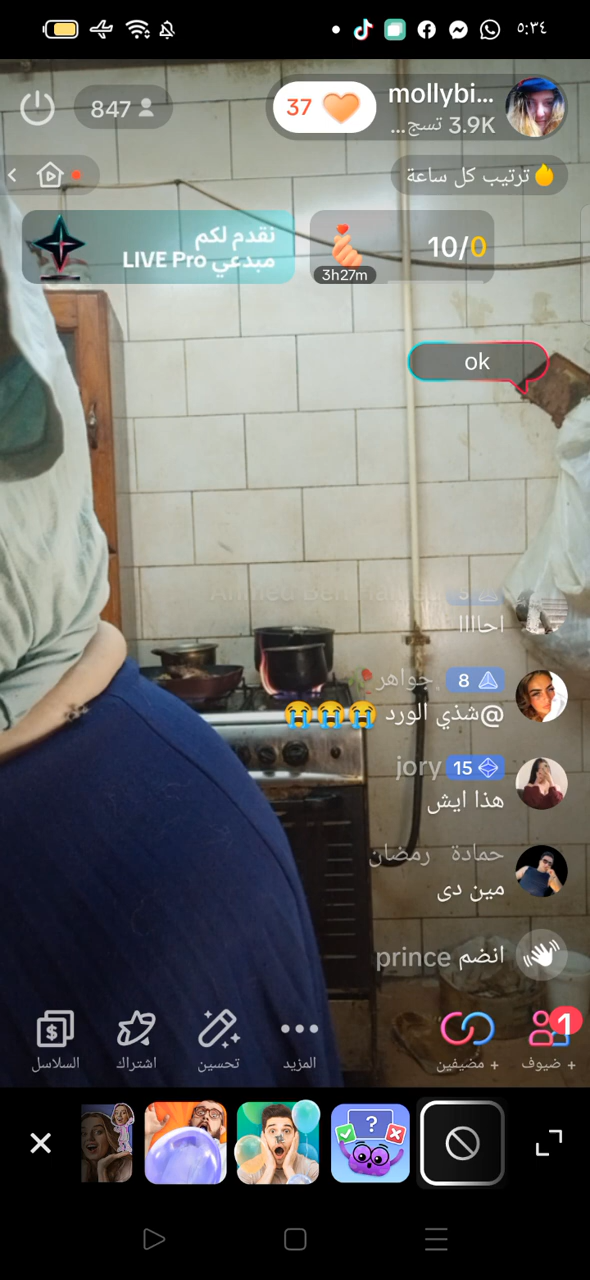 ٥:٣٤
mollybi...
3.9K تسج...
37
847
ترتيب كل ساعة
10/0
3h27m
نقدم لكم
مبدعي LIVE Pro
ok
احاااا
جواهر 8
@شذي الورد 😭😭😭
jory 15
هذا ايش
حمادة رمضان
مين دى
prince انضم
1
+ ضيوف
+ مضيفين
المزيد
تحسين
اشتراك
السلاسل